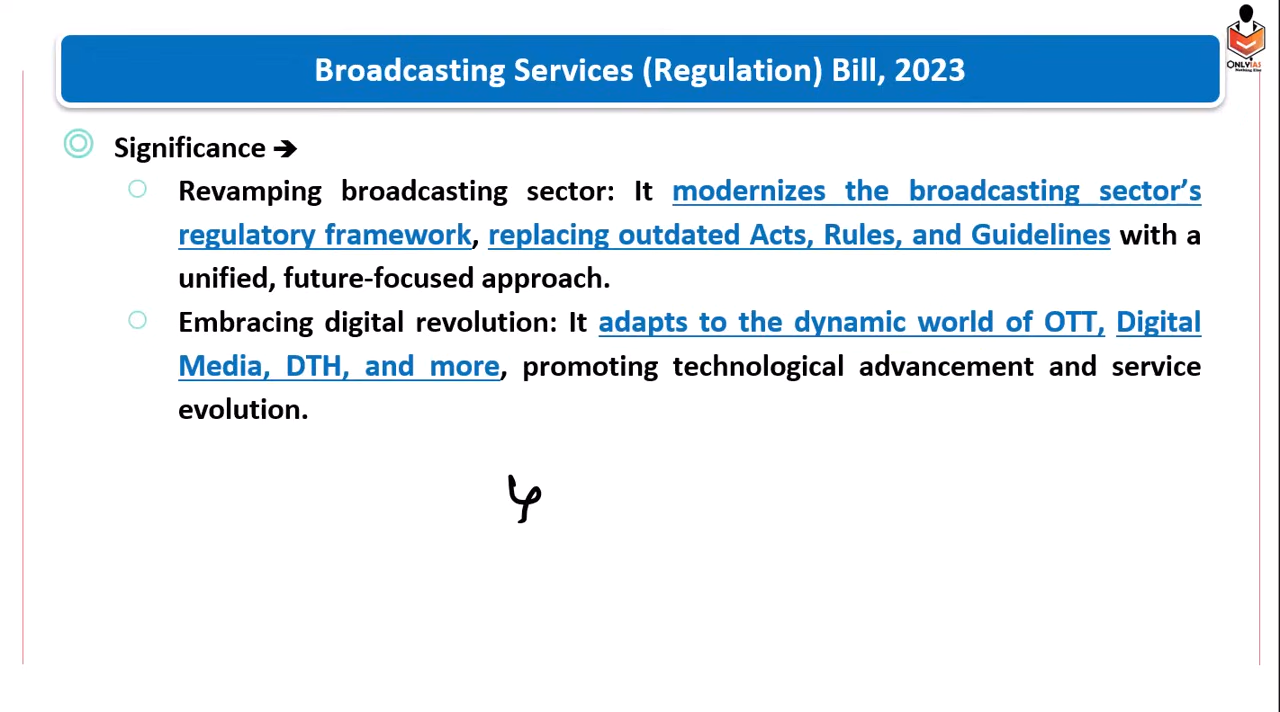 Broadcasting Services (Regulation) Bill, 2023
ONLYIAS
Nothing Else
Significance ➔
Revamping broadcasting sector: It modernizes the broadcasting sector’s
regulatory framework, replacing outdated Acts, Rules, and Guidelines with a
unified, future-focused approach.
Embracing digital revolution: It adapts to the dynamic world of OTT, Digital
Media, DTH, and more, promoting technological advancement and service
evolution.